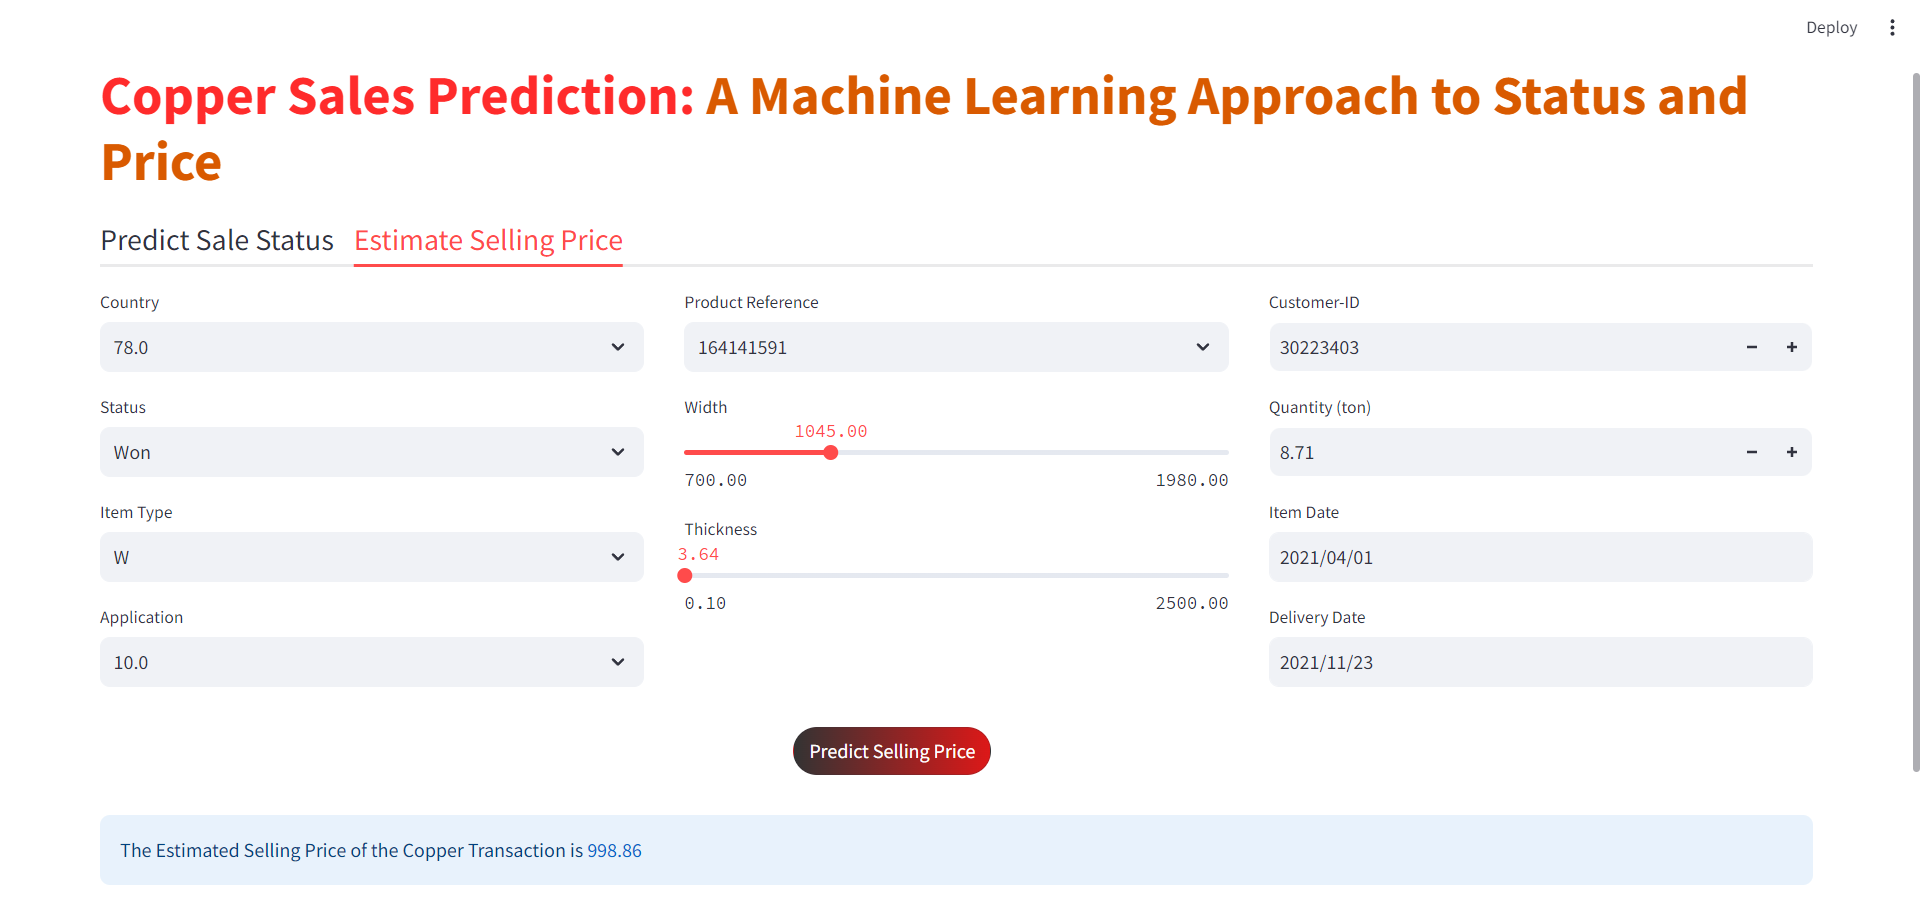 Deploy
Copper Sales Prediction: A Machine Learning Approach to Status and
Price
Predict Sale Status
Estimate Selling Price
Country
78.0
Status
Won
Item Type
W
Application
10.0
Product Reference
164141591
Width
1045.00
700.00
1980.00
Thickness
3.64
0.10
2500.00
Customer-ID
30223403
Quantity (ton)
8.71
Item Date
2021/04/01
Delivery Date
2021/11/23
Predict Selling Price
The Estimated Selling Price of the Copper Transaction is 998.86